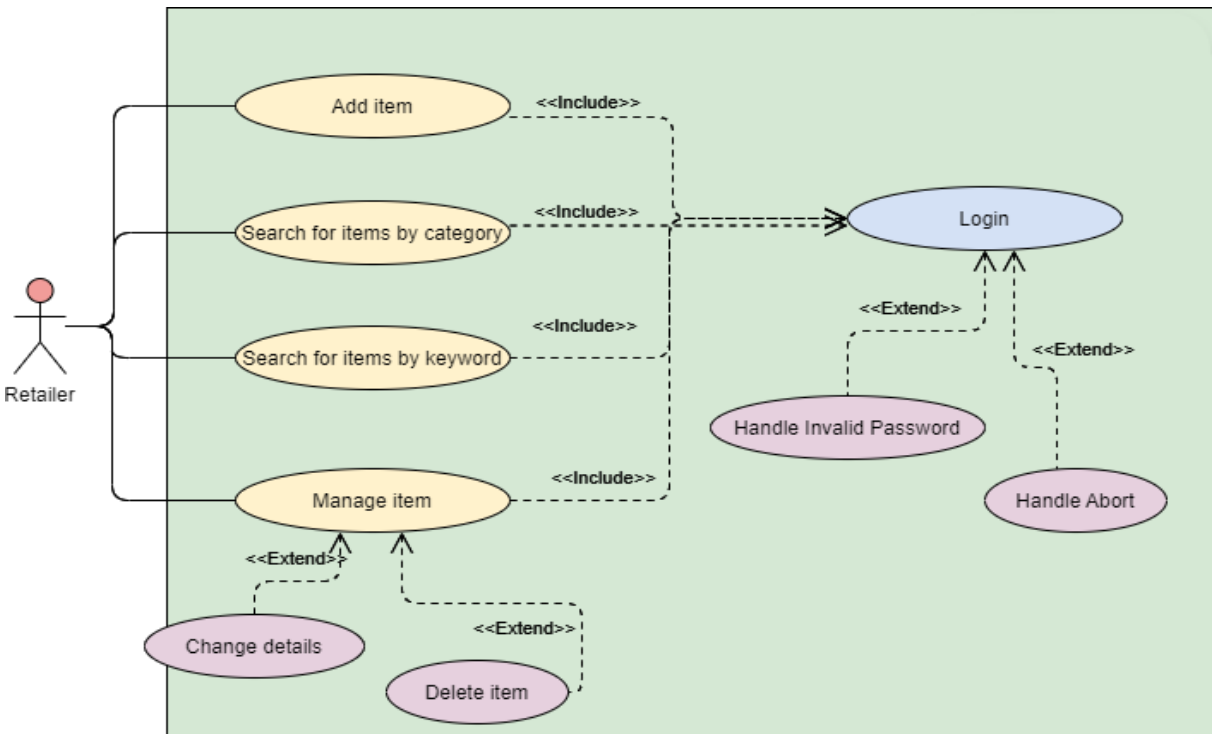 Add item
<<Include>>
Search for items by category
<<Include>>
Login
Retailer
Search for items by keyword
<<Include>>
<<Extend>>
<<Extend>>
Handle Invalid Password
Manage item
<<Include>>
Handle Abort
<<Extend>>
<<Extend>>
Change details
Delete item